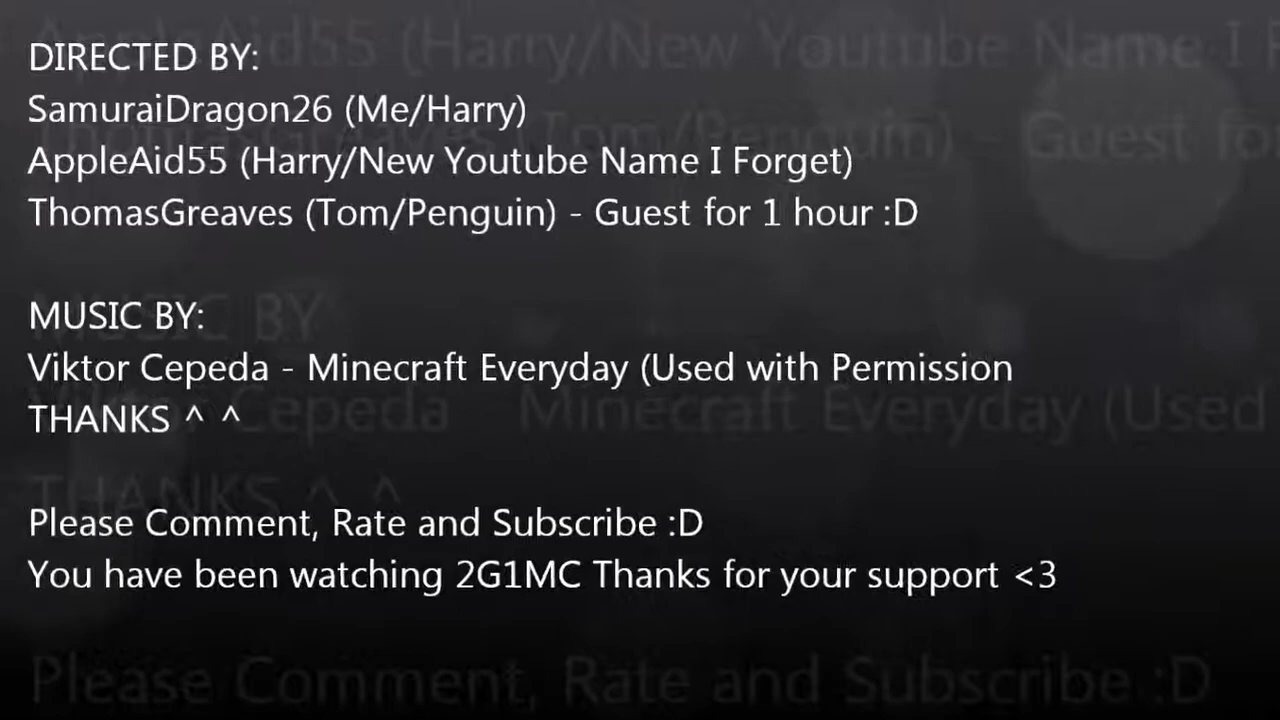 DIRECTED BY:
SamuraiDragon26 (Me/Harry)
AppleAid55 (Harry/New Youtube Name I Forget)
ThomasGreaves (Tom/Penguin) - Guest for 1 hour :D
MUSIC BY:
Viktor Cepeda - Minecraft Everyday (Used with Permission
THANKS ^ ^
Please Comment, Rate and Subscribe :D
You have been watching 2G1MC Thanks for your support <3